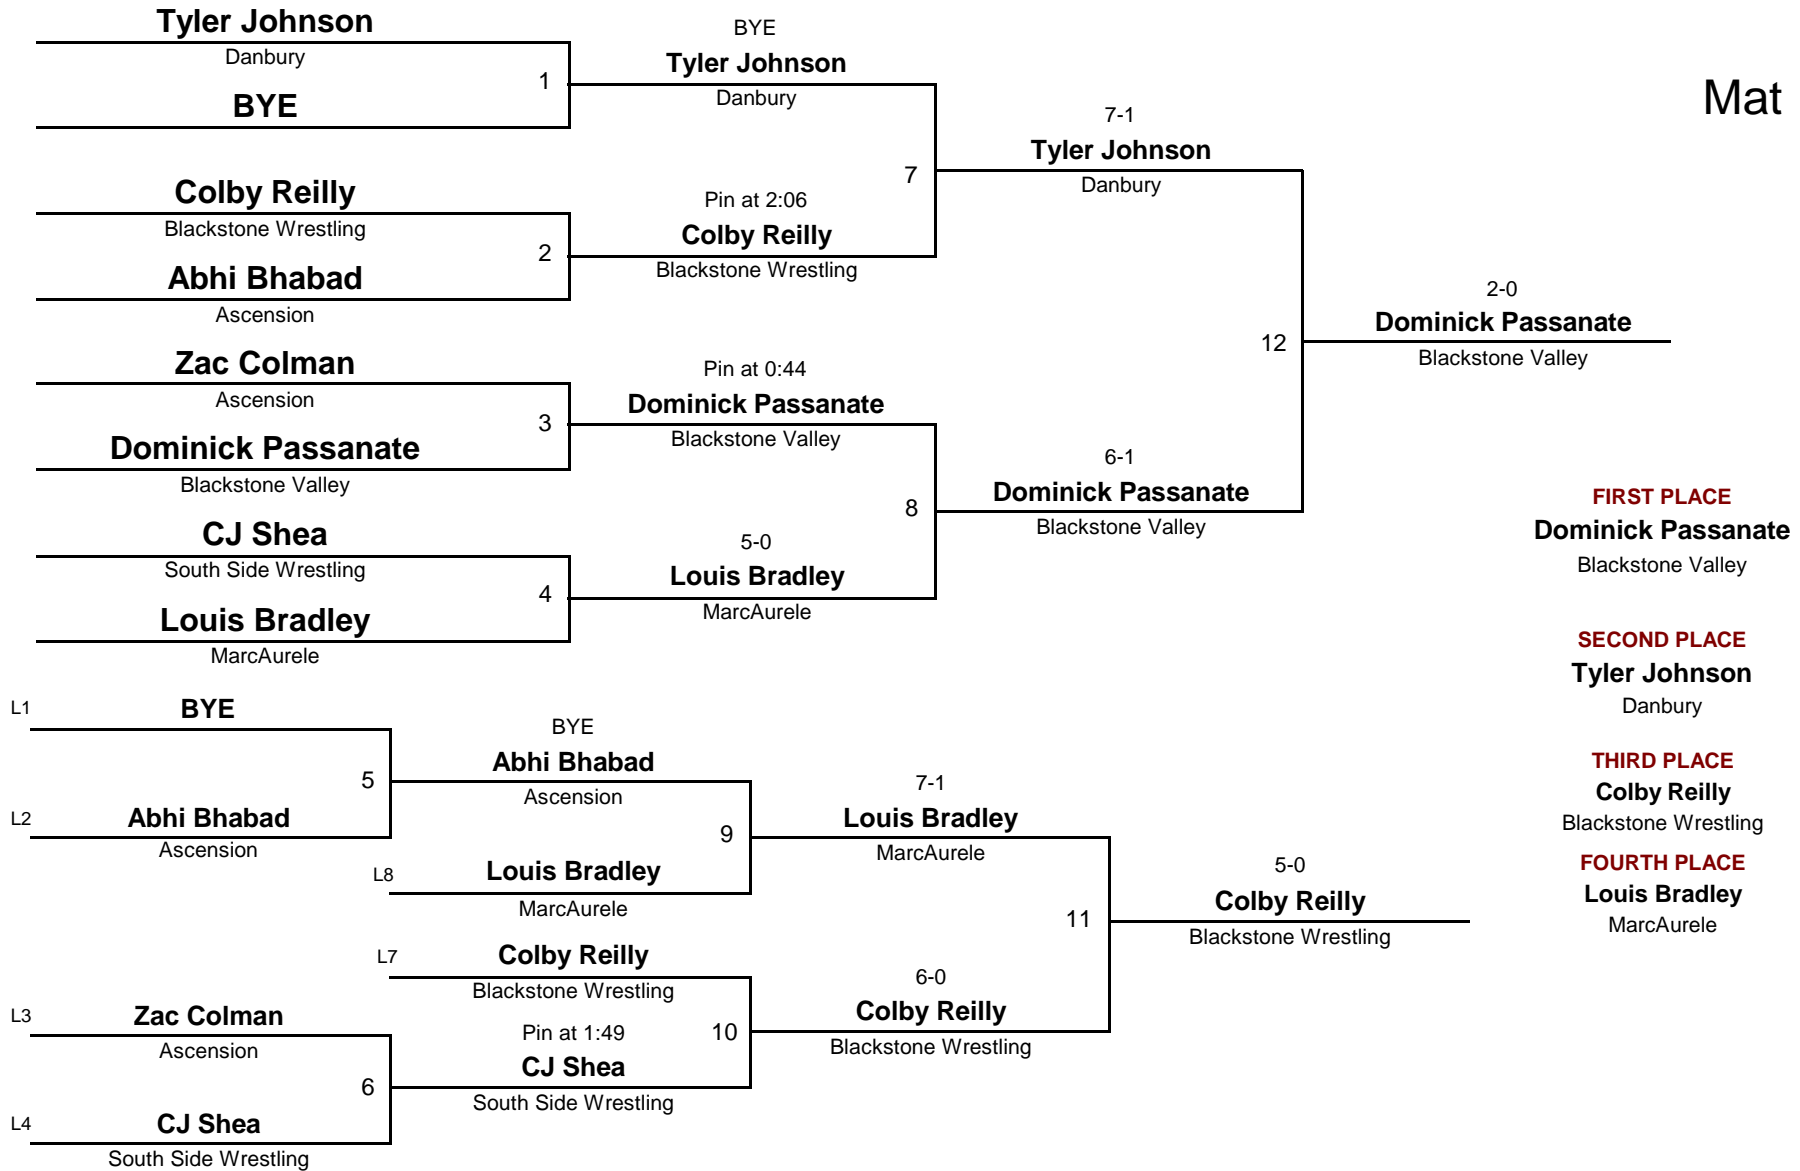 Tyler Johnson
Danbury
1
BYE
Colby Reilly
Blackstone Wrestling
2
Abhi Bhabad
Ascension
Zac Colman
Ascension
3
Dominick Passanate
Blackstone Valley
CJ Shea
South Side Wrestling
4
Louis Bradley
MarcAurele
BYE
Tyler Johnson
Danbury
7
Pin at 2:06
Colby Reilly
Blackstone Wrestling
Pin at 0:44
Dominick Passanate
Blackstone Valley
8
5-0
Louis Bradley
MarcAurele
7-1
Tyler Johnson
Danbury
12
6-1
Dominick Passanate
Blackstone Valley
2-0
Dominick Passanate
Blackstone Valley
Mat
FIRST PLACE
Dominick Passanate
Blackstone Valley
SECOND PLACE
Tyler Johnson
Danbury
THIRD PLACE
Colby Reilly
Blackstone Wrestling
FOURTH PLACE
Louis Bradley
MarcAurele
L1 BYE
5
L2 Abhi Bhabad
Ascension
BYE
Abhi Bhabad
Ascension
9
L8 Louis Bradley
MarcAurele
L7 Colby Reilly
Blackstone Wrestling
10
Pin at 1:49
CJ Shea
South Side Wrestling
L3 Zac Colman
Ascension
6
L4 CJ Shea
South Side Wrestling
7-1
Louis Bradley
MarcAurele
11
6-0
Colby Reilly
Blackstone Wrestling
5-0
Colby Reilly
Blackstone Wrestling